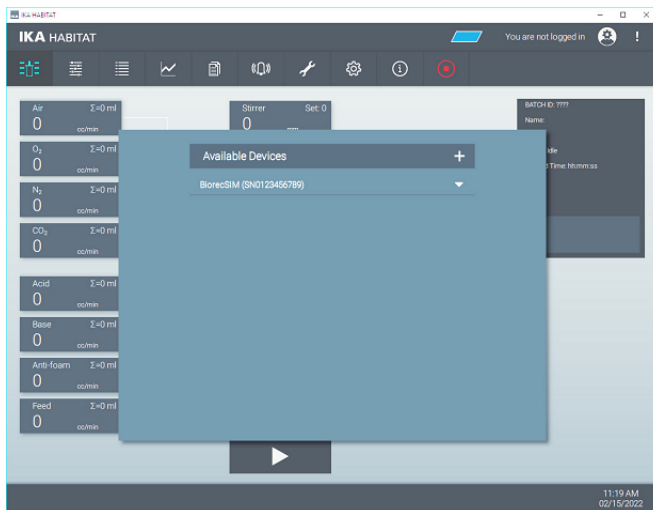 IKA HABITAT
IKA HABITAT
You are not logged in
Air Σ=0 ml
0 cc/min
O₂ Σ=0 ml
0 cc/min
N₂ Σ=0 ml
0 cc/min
CO₂ Σ=0 ml
0 cc/min
Acid Σ=0 ml
0 cc/min
Base Σ=0 ml
0 cc/min
Anti-foam Σ=0 ml
0 cc/min
Feed Σ=0 ml
0 cc/min
Stirrer Set: 0
0
Available Devices +
BiorecSIM (SN0123456789)
BATCH ID: ????
Name:
Idle
Time: hh:mm:ss
11:19 AM
02/15/2022